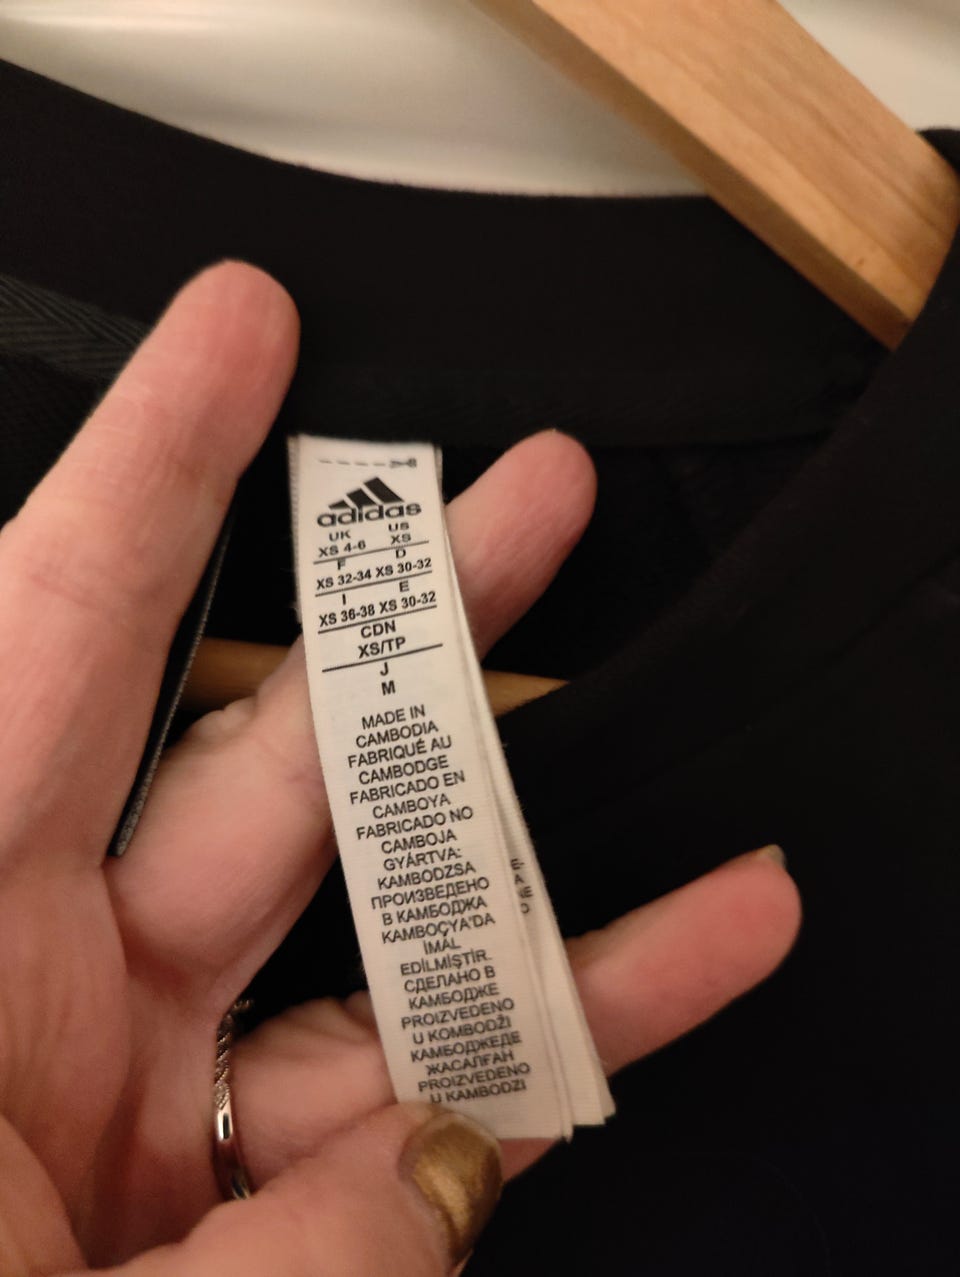 adidas
UK US
XS 4-6 XS
F D
XS 32-34 XS 30-32
I E
XS 36-38 XS 30-32
CDN
XS/TP
J
M
MADE IN
CAMBODIA
FABRIQUÉ AU
CAMBODGE
FABRICADO EN
CAMBOYA
FABRICADO NO
CAMBOJA
GYÁRTVA:
KAMBODZSA
ПРОИЗВЕДЕНО
В КАМБОДЖА
KAMBOÇYA'DA
İMAL
EDİLMİŞTİR.
СДЕЛАНО В
КАМБОДЖЕ
PROIZVEDENO
U KOMBODŽI
КАМБОДЖЕДЕ
ЖАСАЛҒАН
PROIZVEDENO
U KAMBODZI